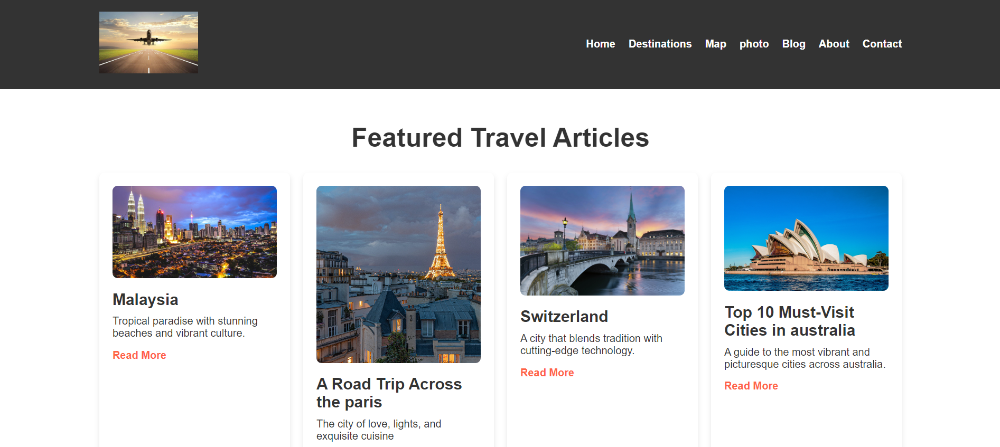 Home Destinations Map photo Blog About Contact
Featured Travel Articles
Malaysia
Tropical paradise with stunning
beaches and vibrant culture.
Read More
A Road Trip Across
the paris
The city of love, lights, and
exquisite cuisine
Switzerland
A city that blends tradition with
cutting-edge technology.
Read More
Top 10 Must-Visit
Cities in australia
A guide to the most vibrant and
picturesque cities across australia.
Read More